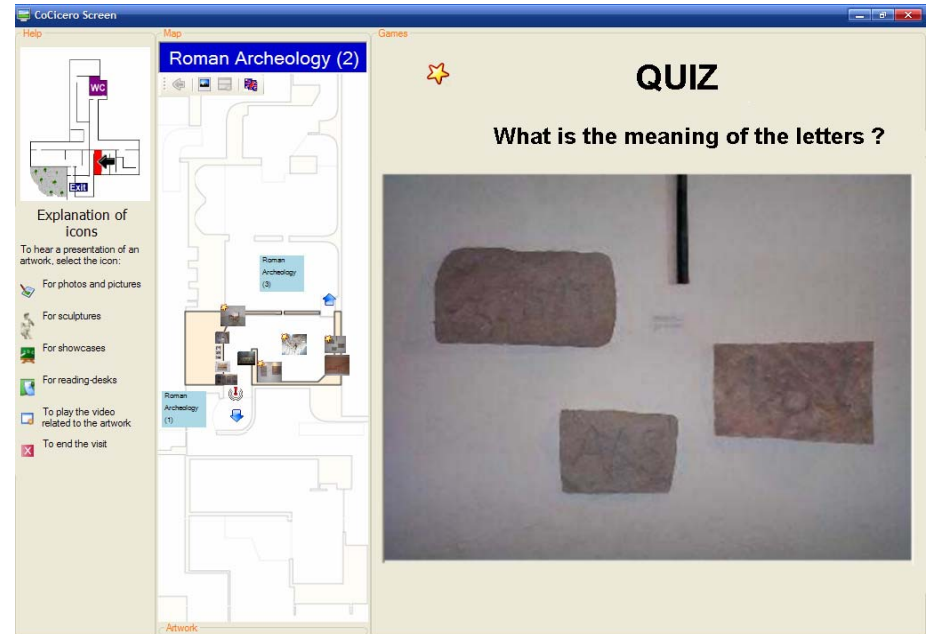 CoCicero Screen
Help
WC
Exit
Explanation of
icons
To hear a presentation of an
artwork, select the icon:
For photos and pictures
For sculptures
For showcases
For reading-desks
To play the video
related to the artwork
To end the visit
Map
Roman Archeology (2)
Roman
Archeology
(3)
Roman
Archeology
(1)
Artwork
Games
QUIZ
What is the meaning of the letters ?